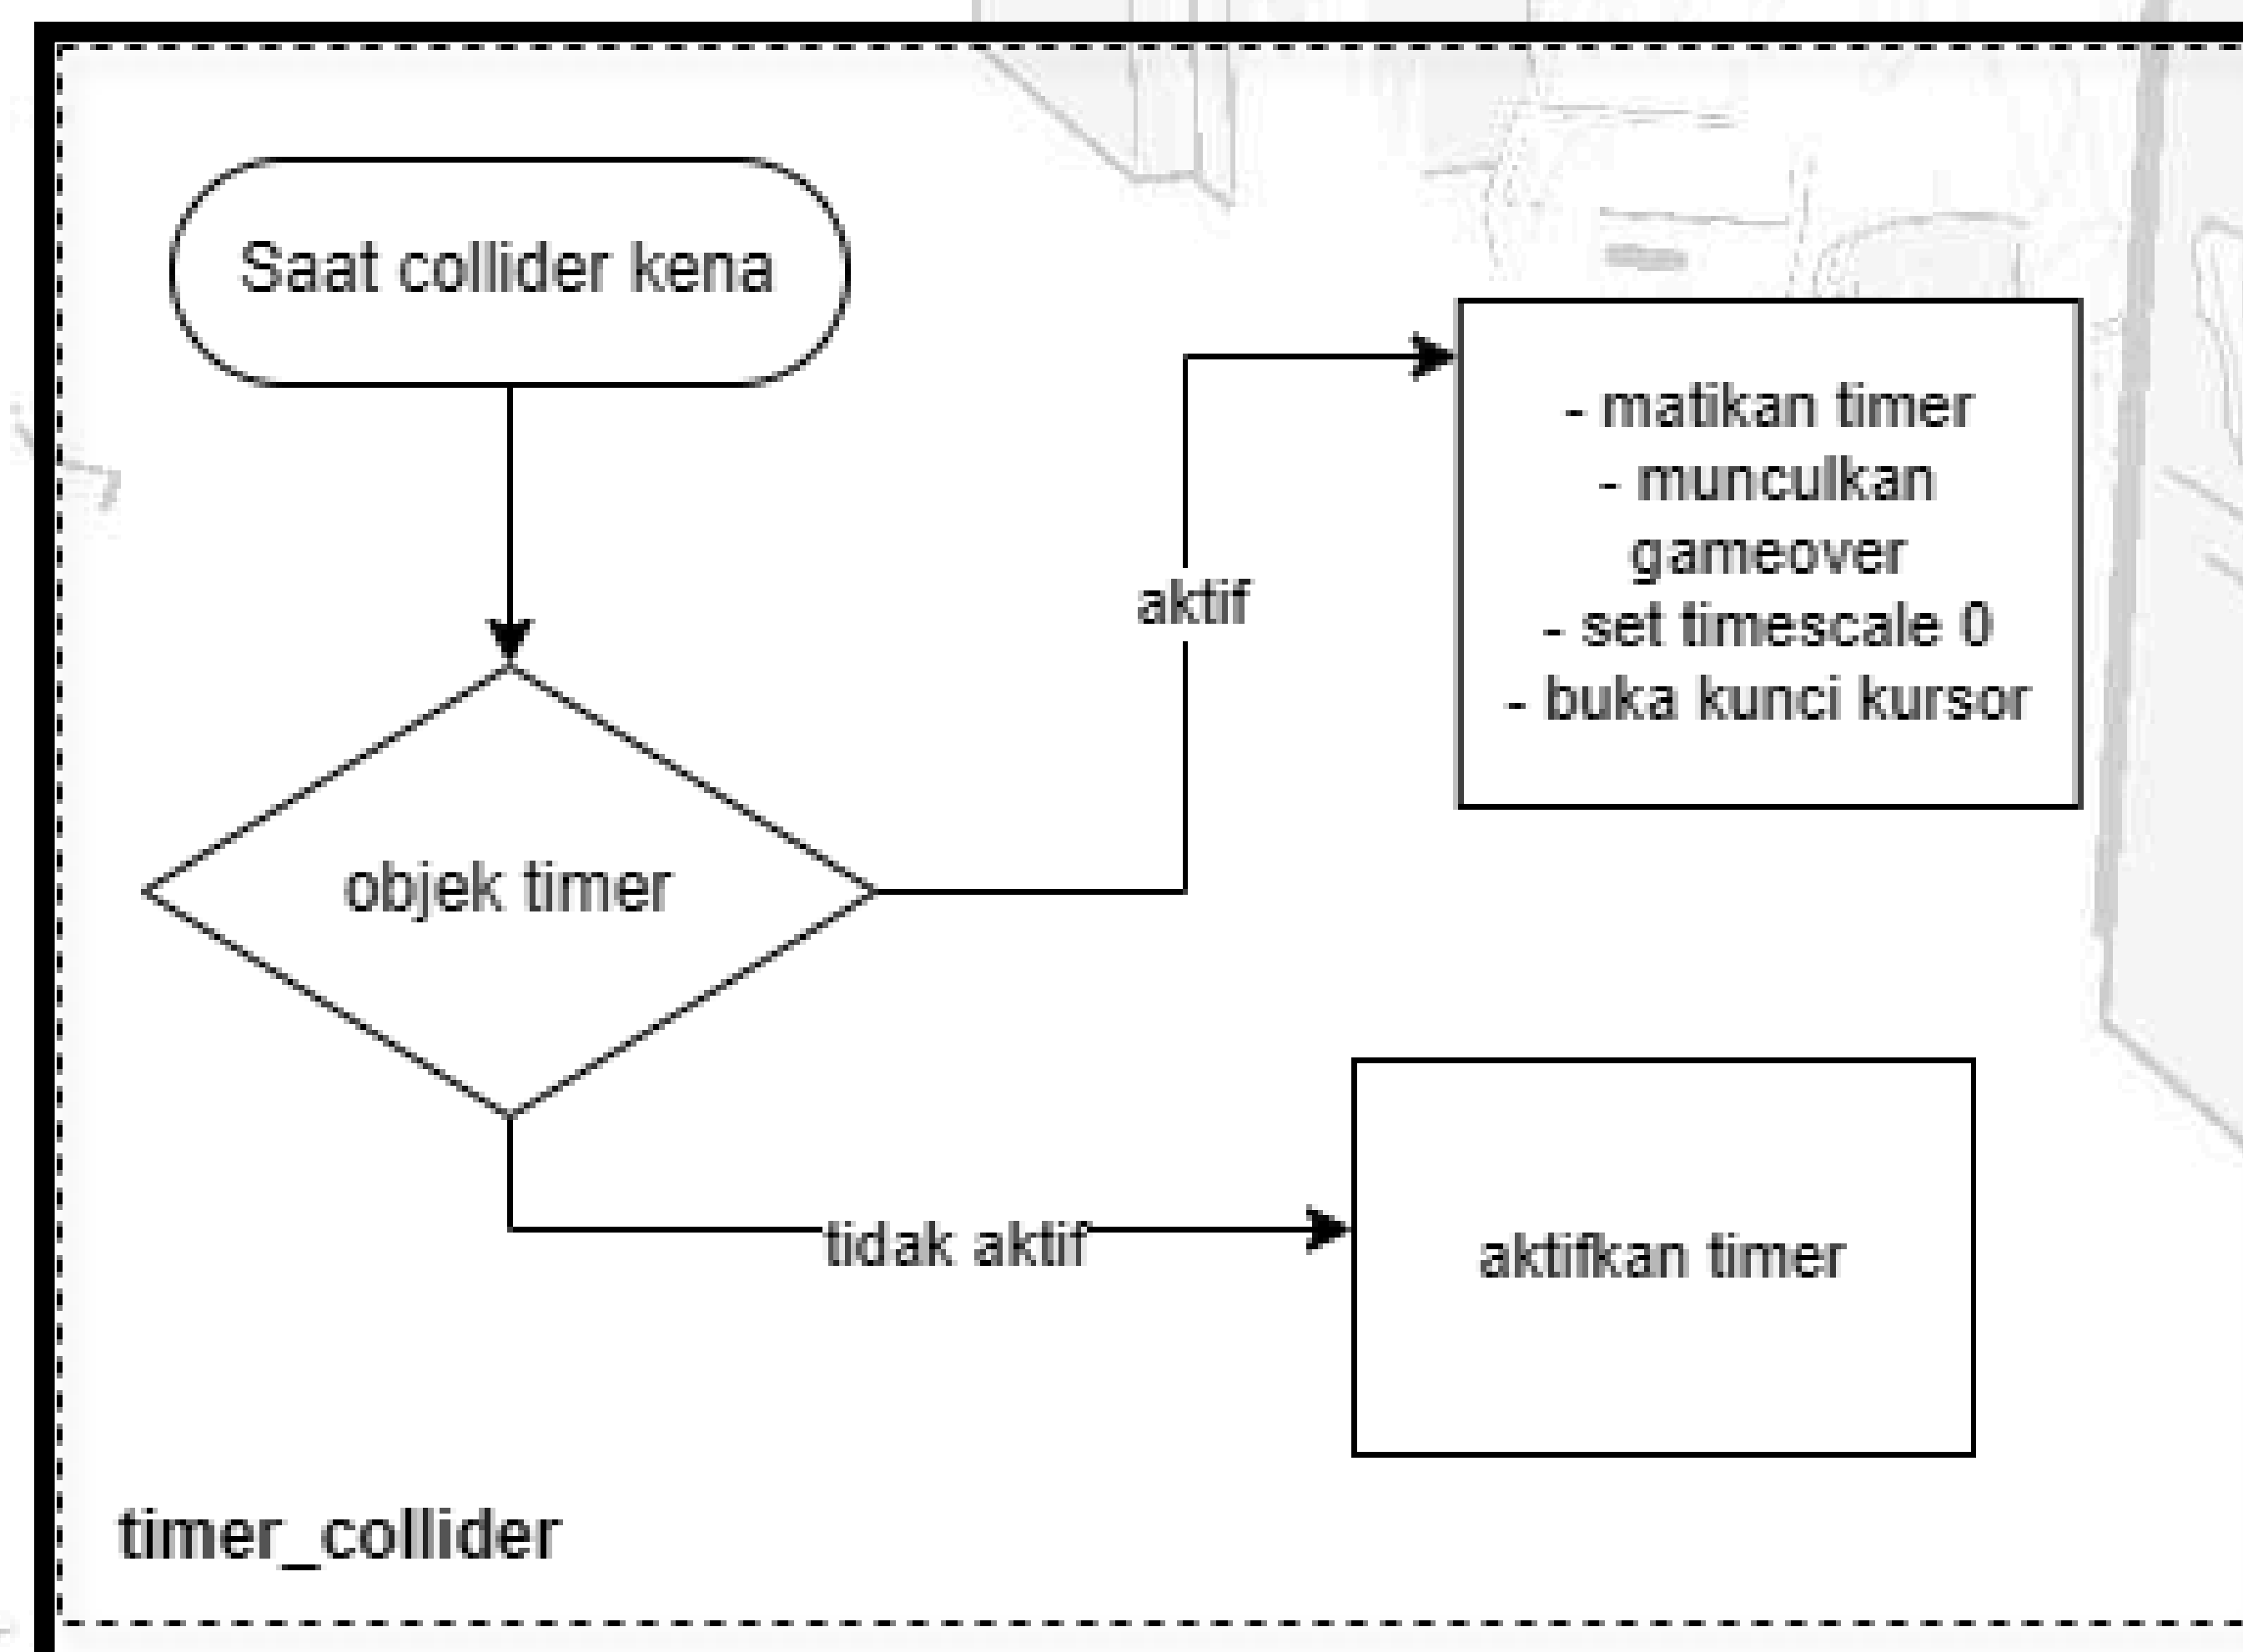 Saat collider kena
- matikan timer
- munculkan
gameover
- set timescale 0
- buka kunci kursor
aktif
objek timer
tidak aktif
aktifkan timer
timer_collider